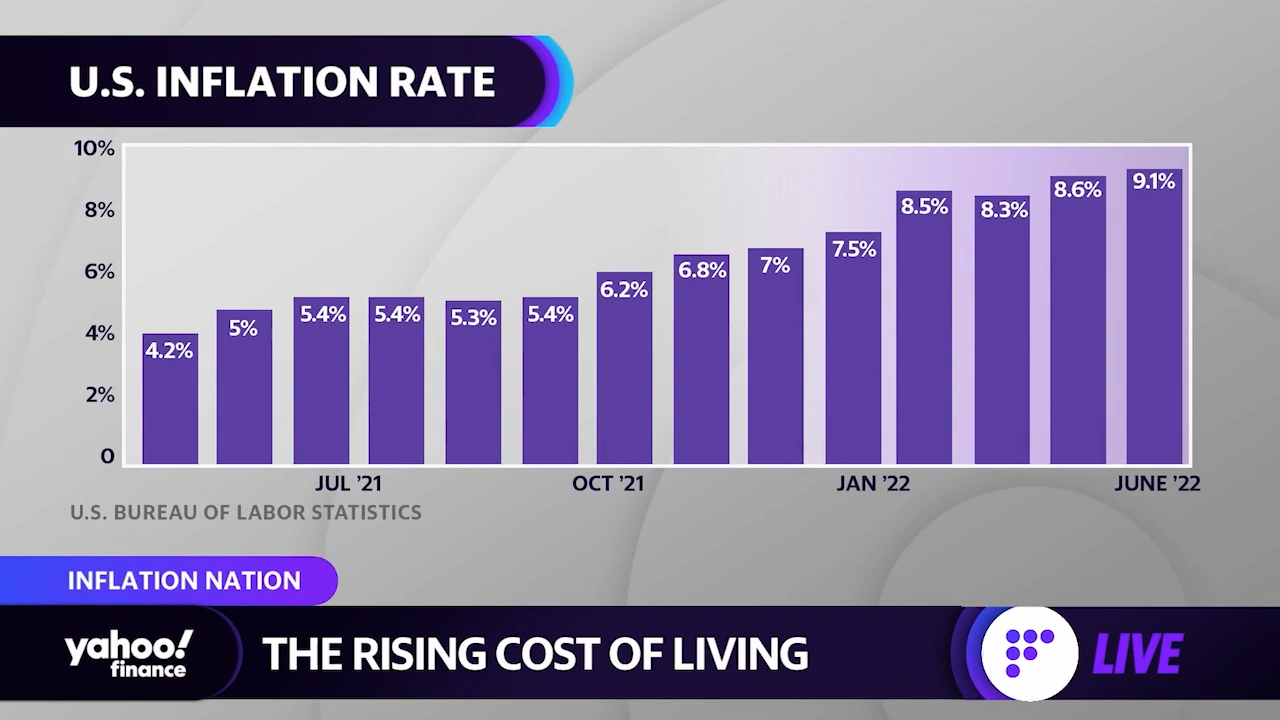 U.S. INFLATION RATE
10%
8%
6%
4%
2%
0
4.2%
5%
5.4%
5.4%
5.3%
5.4%
6.2%
6.8%
7%
7.5%
8.5%
8.3%
8.6%
9.1%
JUL ’21
OCT ’21
JAN ’22
JUNE ’22
U.S. BUREAU OF LABOR STATISTICS
INFLATION NATION
yahoo!
finance
THE RISING COST OF LIVING
LIVE